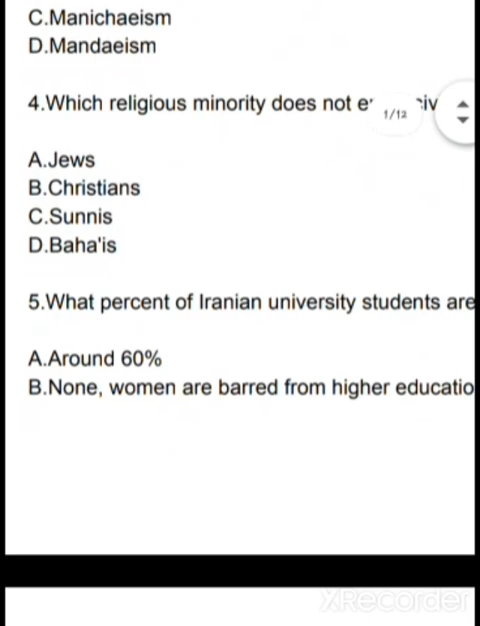 C.Manichaeism
D.Mandaeism
4.Which religious minority does not
1/12
A.Jews
B.Christians
C.Sunnis
D.Baha'is
5.What percent of Iranian university students are
A.Around 60%
B.None, women are barred from higher educatio
XRecorder